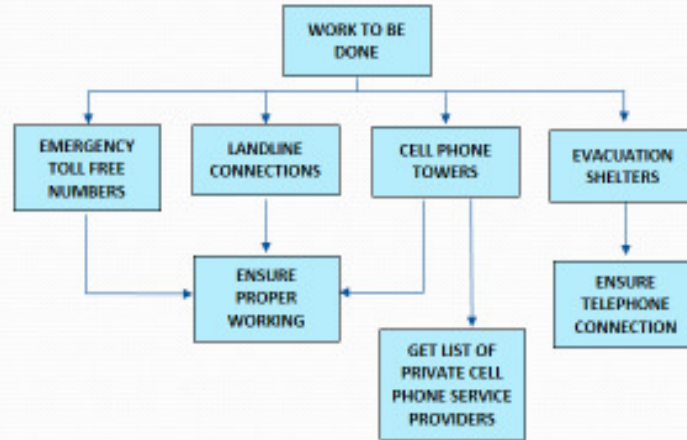 WORK TO BE
DONE
EMERGENCY
TOLL FREE
NUMBERS
LANDLINE
CONNECTIONS
CELL PHONE
TOWERS
EVACUATION
SHELTERS
ENSURE
PROPER
WORKING
ENSURE
TELEPHONE
CONNECTION
GET LIST OF
PRIVATE CELL
PHONE SERVICE
PROVIDERS